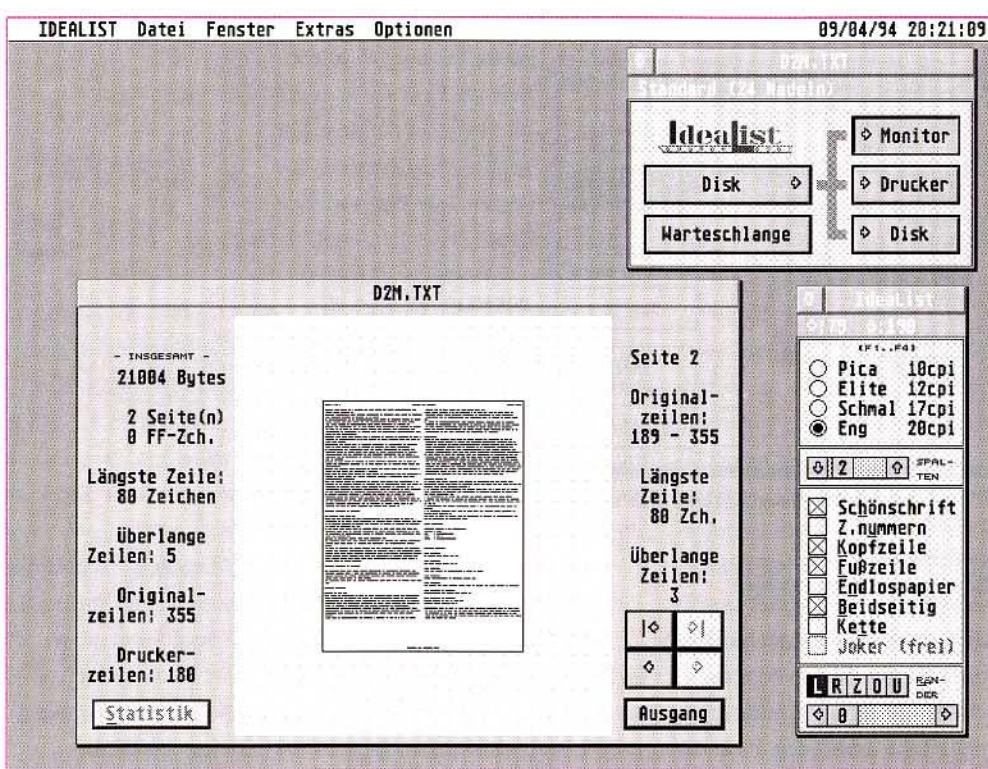 IDEALIST Datei Fenster Extras Optionen 09/04/94 20:21:09
D2M.TXT
Standard (24 Nadeln)
IdeaList
Monitor
Disk
Drucker
Warteschlange
Disk
D2M.TXT
- INSGESAMT -
21004 Bytes
2 Seite(n)
0 FF-Zch.
Längste Zeile:
80 Zeichen
Überlange
Zeilen: 5
Original-
zeilen: 355
Drucker-
zeilen: 180
Statistik
Seite 2
Original-
zeilen:
189 - 355
Längste
Zeile:
80 Zch.
Überlange
Zeilen:
3
Ausgang
IdeaList
(F1..F4)
Pica 10cpi
Elite 12cpi
Schmal 17cpi
Eng 20cpi
2 SPAL-
TEN
Schönschrift
Z.nummern
Kopfzeile
Fußzeile
Endlospapier
Beidseitig
Kette
Joker (frei)
L R Z O U RÄN-
DER
0